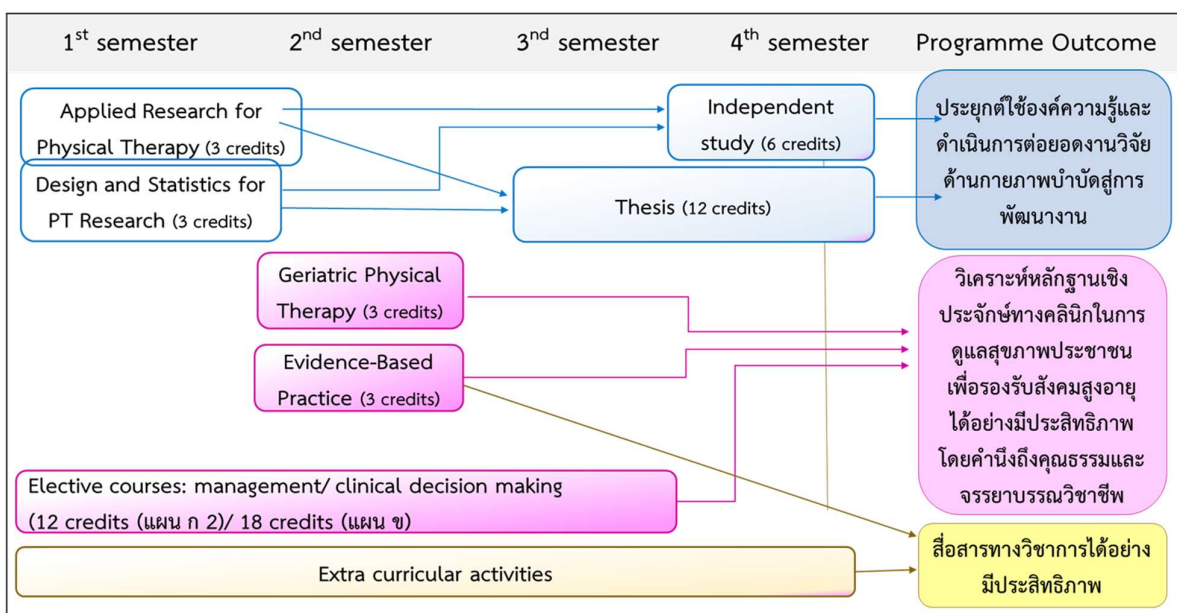 1st semester
2nd semester
3nd semester
4th semester
Programme Outcome
Applied Research for
Physical Therapy (3 credits)
Design and Statistics for
PT Research (3 credits)
Independent
study (6 credits)
Thesis (12 credits)
ประยุกต์ใช้องค์ความรู้และ
ดำเนินการต่อยอดงานวิจัย
ด้านกายภาพบำบัดสู่การ
พัฒนางาน
Geriatric Physical
Therapy (3 credits)
Evidence-Based
Practice (3 credits)
วิเคราะห์หลักฐานเชิง
ประจักษ์ทางคลินิกในการ
ดูแลสุขภาพประชาชน
เพื่อรองรับสังคมสูงอายุ
ได้อย่างมีประสิทธิภาพ
โดยคำนึงถึงคุณธรรมและ
จรรยาบรรณวิชาชีพ
Elective courses: management/ clinical decision making
(12 credits (แผน ก 2)/ 18 credits (แผน ข)
Extra curricular activities
สื่อสารทางวิชาการได้อย่าง
มีประสิทธิภาพ